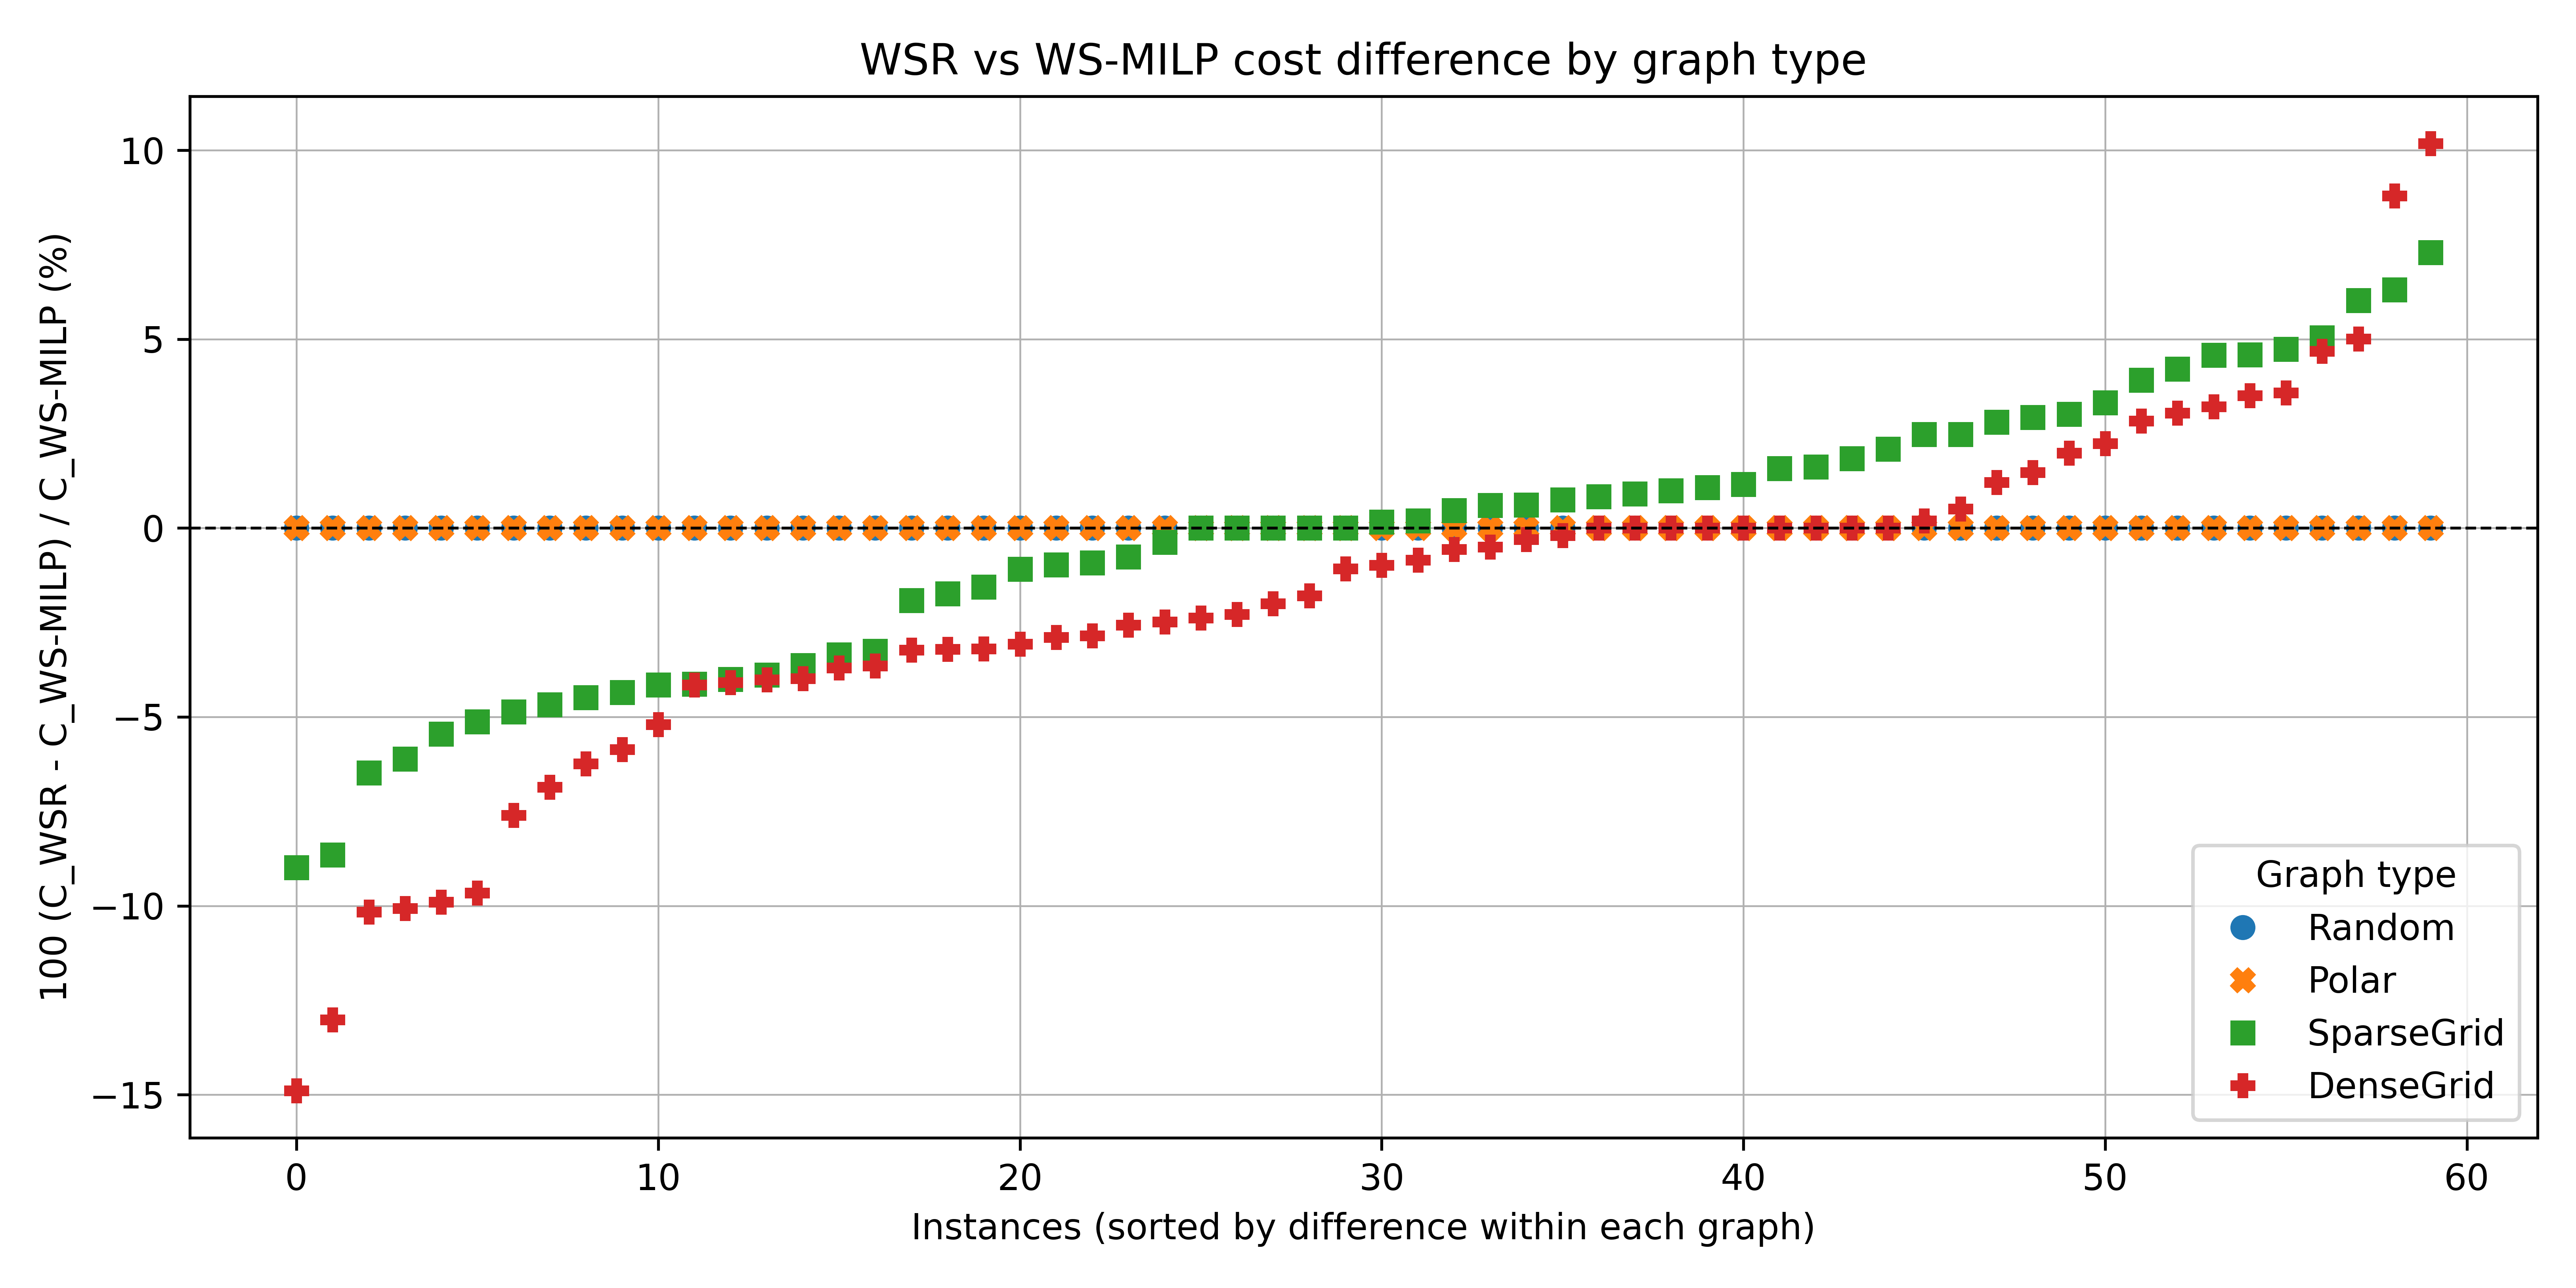 WSR vs WS-MILP cost difference by graph type
100 (C_WSR - C_WS-MILP) / C_WS-MILP (%)
10
5
0
−5
−10
−15
Graph type
Random
Polar
SparseGrid
DenseGrid
0 10 20 30 40 50 60
Instances (sorted by difference within each graph)